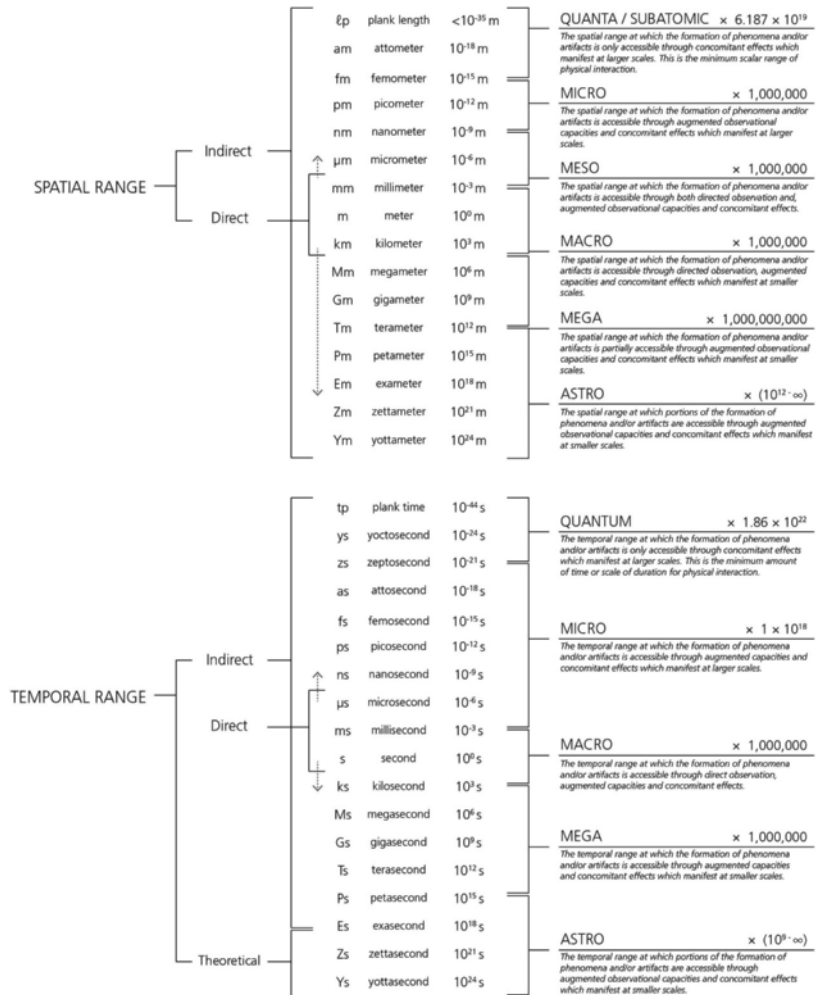 ℓp plank length <10⁻³⁵ m
am attometer 10⁻¹⁸ m
fm femometer 10⁻¹⁵ m
pm picometer 10⁻¹² m
nm nanometer 10⁻⁹ m
μm micrometer 10⁻⁶ m
mm millimeter 10⁻³ m
m meter 10⁰ m
km kilometer 10³ m
Mm megameter 10⁶ m
Gm gigameter 10⁹ m
Tm terameter 10¹² m
Pm petameter 10¹⁵ m
Em exameter 10¹⁸ m
Zm zettameter 10²¹ m
Ym yottameter 10²⁴ m
SPATIAL RANGE
Indirect
Direct
QUANTA / SUBATOMIC × 6.187 × 10¹⁹
The spatial range at which the formation of phenomena and/or
artifacts is only accessible through concomitant effects which
manifest at larger scales. This is the minimum scalar range of
physical interaction.
MICRO × 1,000,000
The spatial range at which the formation of phenomena and/or
artifacts is accessible through augmented observational
capacities and concomitant effects which manifest at larger
scales.
MESO × 1,000,000
The spatial range at which the formation of phenomena and/or
artifacts is accessible through both directed observation and,
augmented observational capacities and concomitant effects.
MACRO × 1,000,000
The spatial range at which the formation of phenomena and/or
artifacts is accessible through directed observation, augmented
capacities and concomitant effects which manifest at smaller
scales.
MEGA × 1,000,000,000
The spatial range at which the formation of phenomena and/or
artifacts is partially accessible through augmented observational
capacities and concomitant effects which manifest at smaller
scales.
ASTRO × (10¹² - ∞)
The spatial range at which portions of the formation of
phenomena and/or artifacts are accessible through augmented
observational capacities and concomitant effects which manifest
at smaller scales.
tp plank time 10⁻⁴⁴ s
ys yoctosecond 10⁻²⁴ s
zs zeptosecond 10⁻²¹ s
as attosecond 10⁻¹⁸ s
fs femosecond 10⁻¹⁵ s
ps picosecond 10⁻¹² s
ns nanosecond 10⁻⁹ s
μs microsecond 10⁻⁶ s
ms millisecond 10⁻³ s
s second 10⁰ s
ks kilosecond 10³ s
Ms megasecond 10⁶ s
Gs gigasecond 10⁹ s
Ts terasecond 10¹² s
Ps petasecond 10¹⁵ s
Es exasecond 10¹⁸ s
Zs zettasecond 10²¹ s
Ys yottasecond 10²⁴ s
TEMPORAL RANGE
Indirect
Direct
Theoretical
QUANTUM × 1.86 × 10²²
The temporal range at which the formation of phenomena
and/or artifacts is only accessible through concomitant effects
which manifest at larger scales. This is the minimum amount
of time or scale of duration for physical interaction.
MICRO × 1 × 10¹⁸
The temporal range at which the formation of phenomena
and/or artifacts is accessible through augmented capacities and
concomitant effects which manifest at larger scales.
MACRO × 1,000,000
The temporal range at which the formation of phenomena
and/or artifacts is accessible through direct observation,
augmented capacities and concomitant effects.
MEGA × 1,000,000
The temporal range at which the formation of phenomena
and/or artifacts is accessible through augmented capacities
and concomitant effects which manifest at smaller scales.
ASTRO × (10⁹ - ∞)
The temporal range at which portions of the formation of
phenomena and/or artifacts are accessible through
augmented observational capacities and concomitant effects
which manifest at smaller scales.